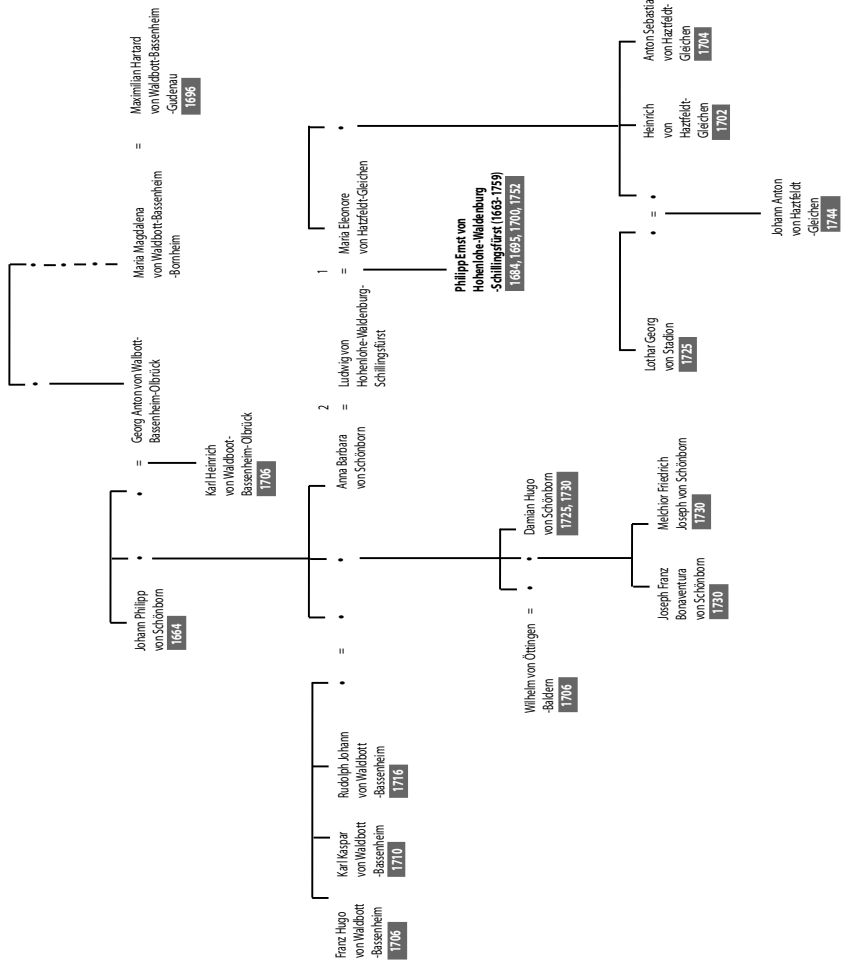 Johann Philipp
von Schönborn
1664
=
Georg Anton von Walbott-
Bassenheim-Olbrück
Maria Magdalena
von Waldbott-Bassenheim
-Bornheim
=
Maximilian Hartard
von Waldbott-Bassenheim
-Gudenau
1696
Karl Heinrich
von Waldboot-
Bassenheim-Olbrück
1706
Franz Hugo
von Waldbott
-Bassenheim
1706
Karl Kaspar
von Waldbott
-Bassenheim
1710
Rudolph Johann
von Waldbott
-Bassenheim
1716
=
Anna Barbara
von Schönborn
2
=
Ludwig von
Hohenlohe-Waldenburg-
Schillingsfürst
1
=
Maria Eleonore
von Hatzfeldt-Gleichen
Philipp Ernst von
Hohenlohe-Waldenburg
-Schillingsfürst (1663-1759)
1684, 1695, 1700, 1752
Wilhelm von Öttingen
-Baldern
1706
=
Damian Hugo
von Schönborn
1725, 1730
Lothar Georg
von Stadion
1725
=
Heinrich
von
Haztfeldt-
Gleichen
1702
Anton Sebastia
von Haztfeldt-
Gleichen
1704
Joseph Franz
Bonaventura
von Schönborn
1730
Melchior Friedrich
Joseph von Schönborn
1730
Johann Anton
von Haztfeldt
-Gleichen
1744